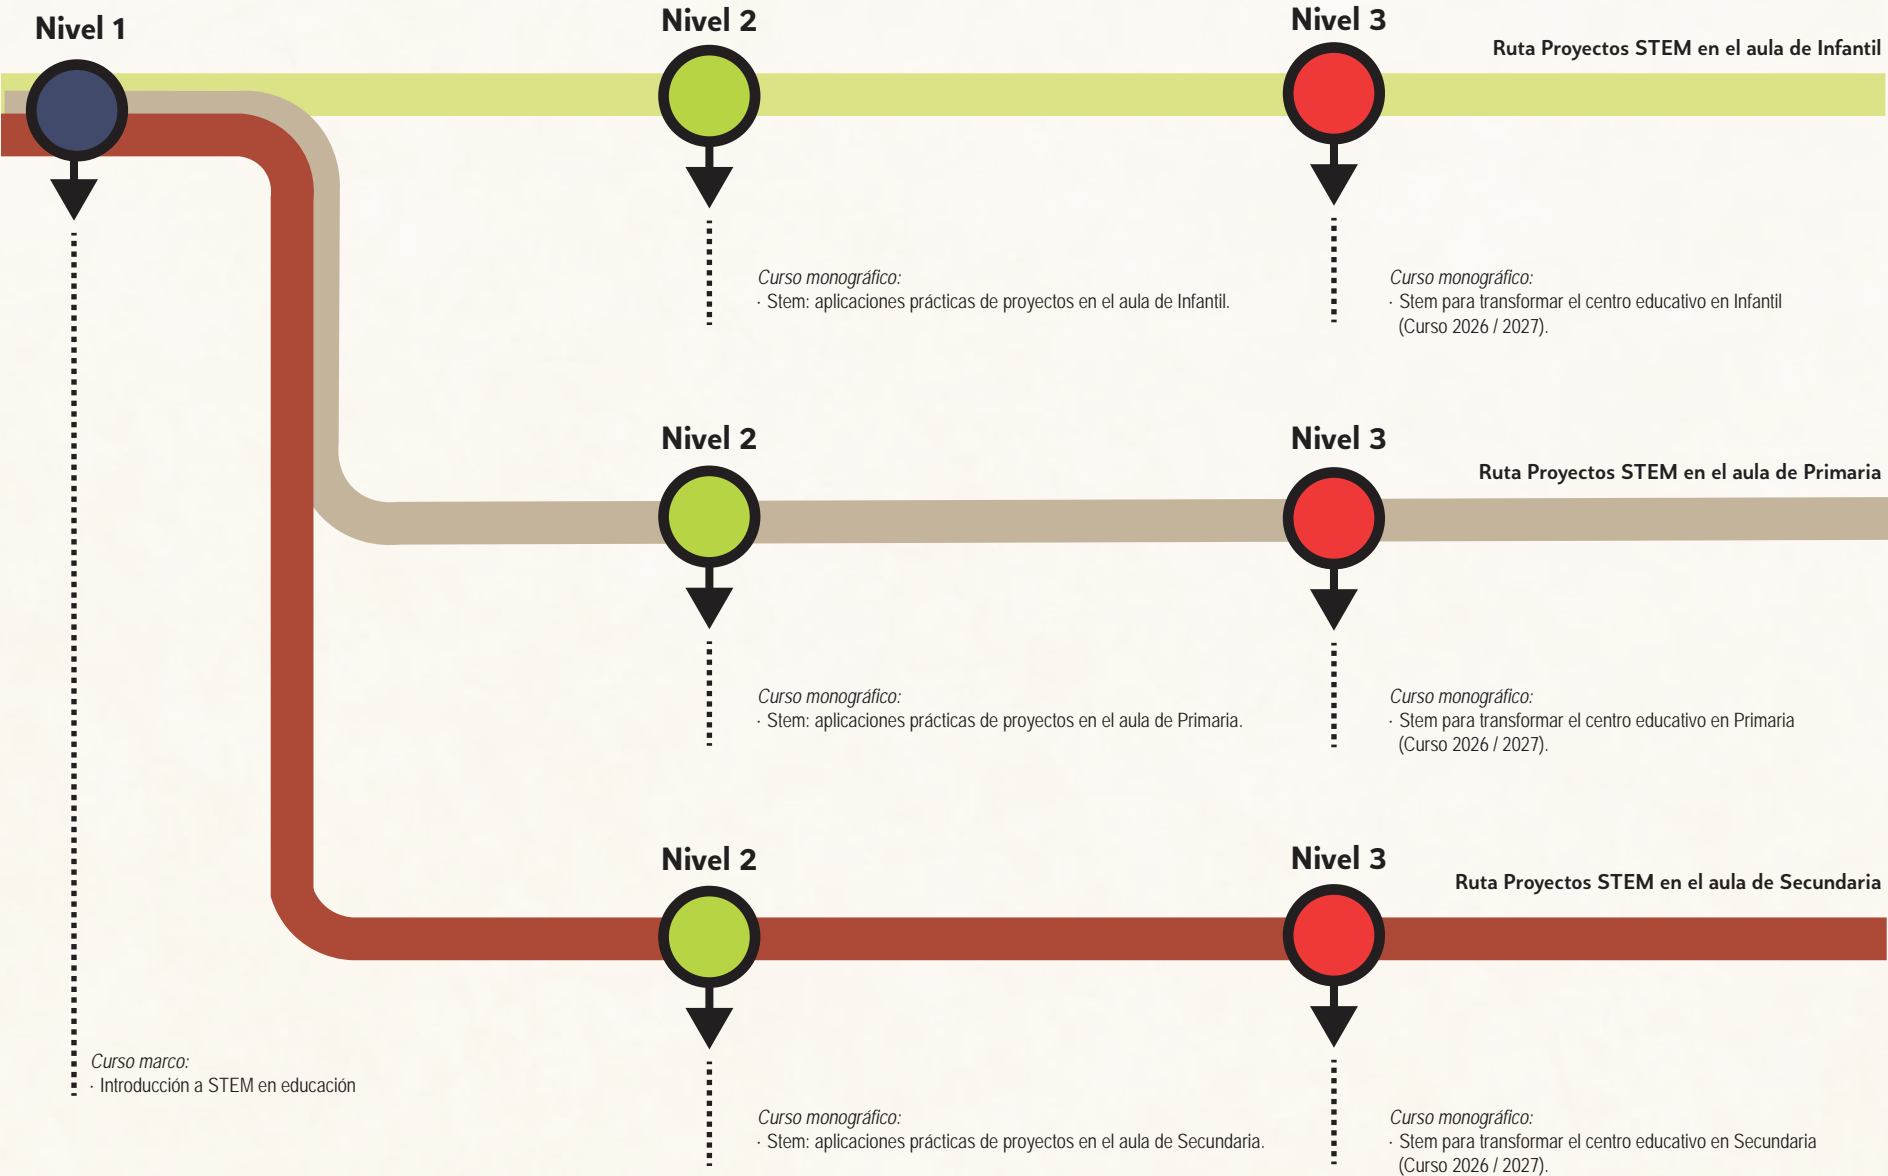 Nivel 1
Nivel 2
Nivel 3
Ruta Proyectos STEM en el aula de Infantil
Curso monográfico:
· Stem: aplicaciones prácticas de proyectos en el aula de Infantil.
Curso monográfico:
· Stem para transformar el centro educativo en Infantil
(Curso 2026 / 2027).
Nivel 2
Nivel 3
Ruta Proyectos STEM en el aula de Primaria
Curso monográfico:
· Stem: aplicaciones prácticas de proyectos en el aula de Primaria.
Curso monográfico:
· Stem para transformar el centro educativo en Primaria
(Curso 2026 / 2027).
Nivel 2
Nivel 3
Ruta Proyectos STEM en el aula de Secundaria
Curso marco:
· Introducción a STEM en educación
Curso monográfico:
· Stem: aplicaciones prácticas de proyectos en el aula de Secundaria.
Curso monográfico:
· Stem para transformar el centro educativo en Secundaria
(Curso 2026 / 2027).